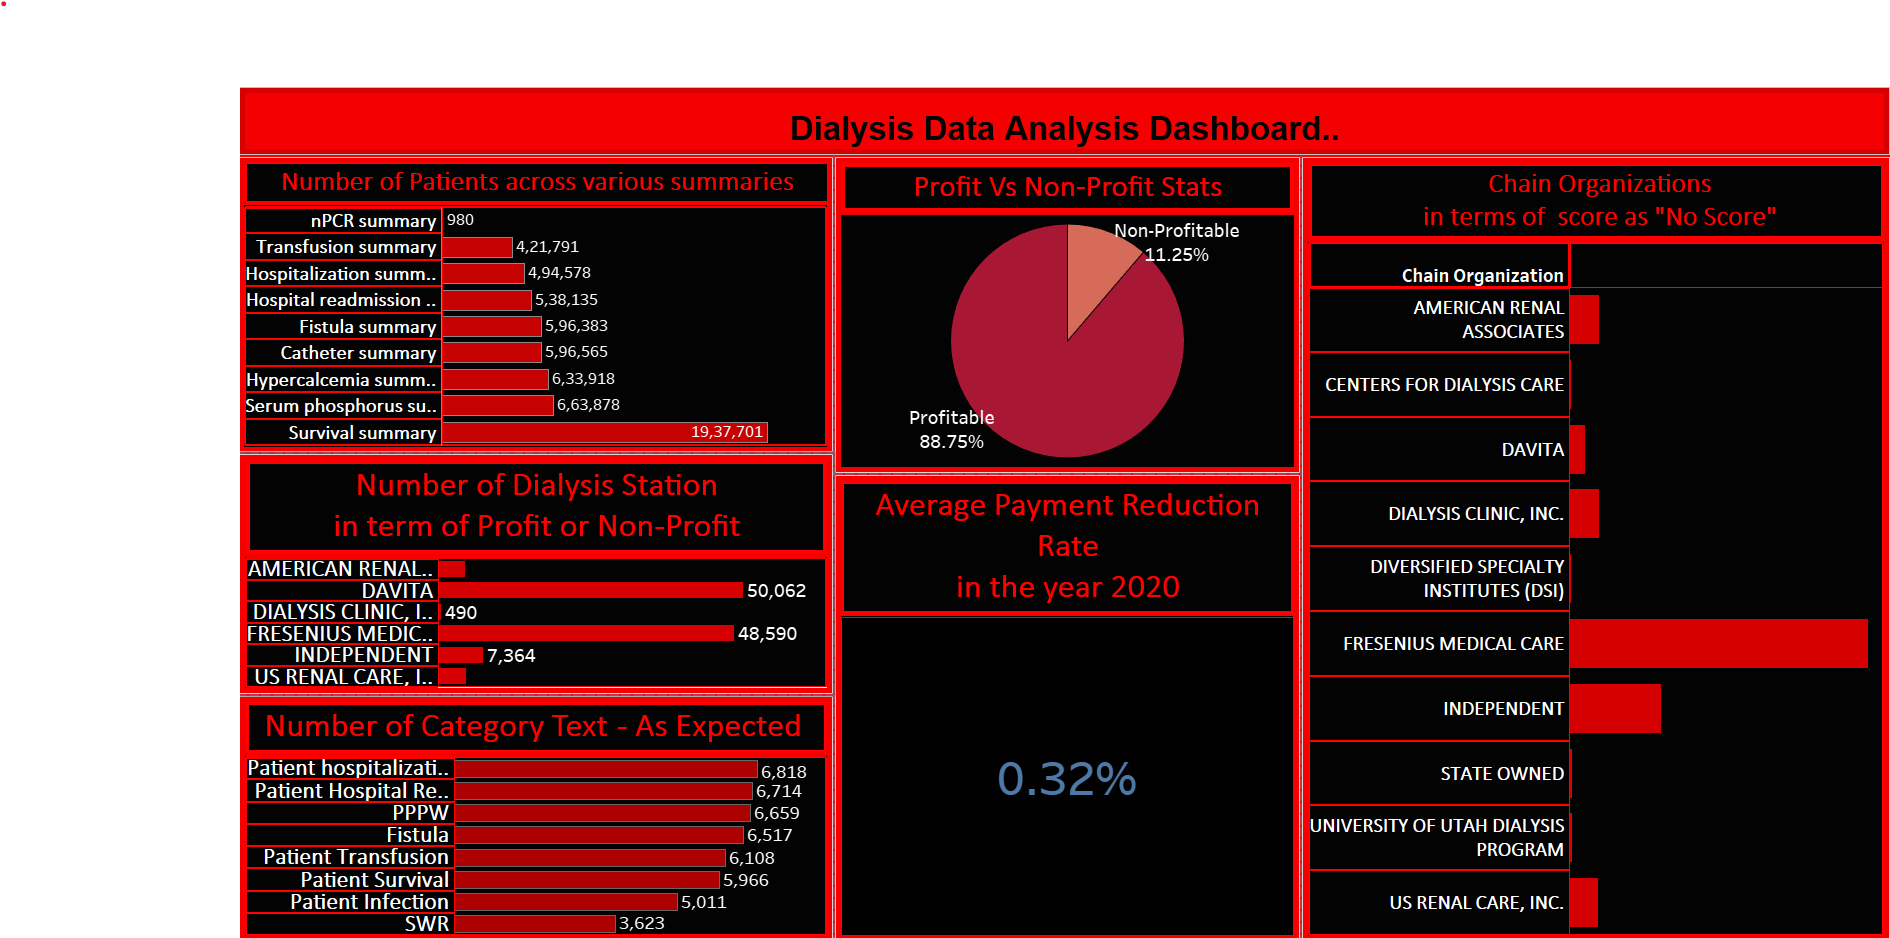 Dialysis Data Analysis Dashboard..
Number of Patients across various summaries
nPCR summary 980
Transfusion summary 4,21,791
Hospitalization summ.. 4,94,578
Hospital readmission .. 5,38,135
Fistula summary 5,96,383
Catheter summary 5,96,565
Hypercalcemia summ.. 6,33,918
Serum phosphorus su.. 6,63,878
Survival summary 19,37,701
Number of Dialysis Station
in term of Profit or Non-Profit
AMERICAN RENAL..
DAVITA 50,062
DIALYSIS CLINIC, I.. 490
FRESENIUS MEDIC.. 48,590
INDEPENDENT 7,364
US RENAL CARE, I..
Number of Category Text - As Expected
Patient hospitalizati.. 6,818
Patient Hospital Re.. 6,714
PPPW 6,659
Fistula 6,517
Patient Transfusion 6,108
Patient Survival 5,966
Patient Infection 5,011
SWR 3,623
Profit Vs Non-Profit Stats
Non-Profitable
11.25%
Profitable
88.75%
Average Payment Reduction
Rate
in the year 2020
0.32%
Chain Organizations
in terms of  score as "No Score"
Chain Organization
AMERICAN RENAL
ASSOCIATES
CENTERS FOR DIALYSIS CARE
DAVITA
DIALYSIS CLINIC, INC.
DIVERSIFIED SPECIALTY
INSTITUTES (DSI)
FRESENIUS MEDICAL CARE
INDEPENDENT
STATE OWNED
UNIVERSITY OF UTAH DIALYSIS
PROGRAM
US RENAL CARE, INC.